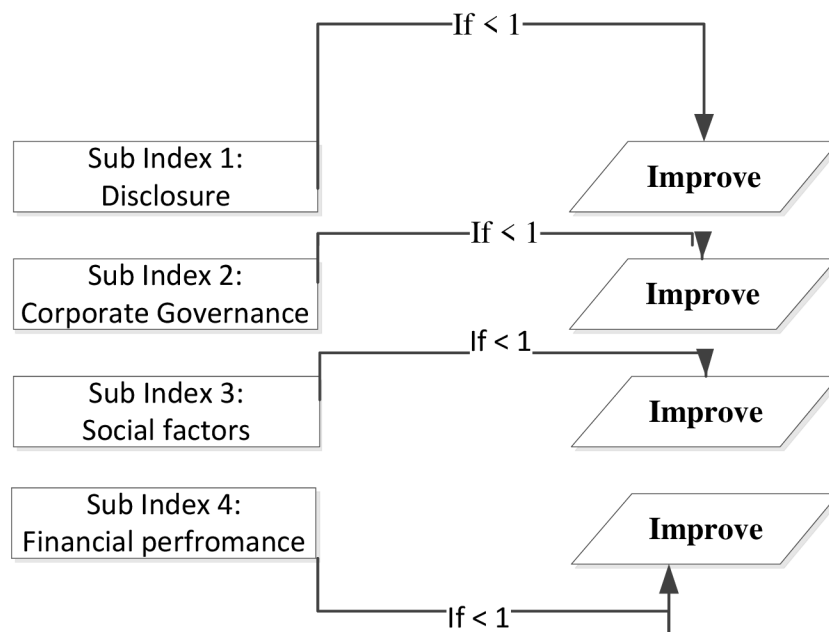 If < 1
Sub Index 1:
Disclosure
Improve
If < 1
Sub Index 2:
Corporate Governance
Improve
If < 1
Sub Index 3:
Social factors
Improve
Sub Index 4:
Financial perfromance
Improve
If < 1